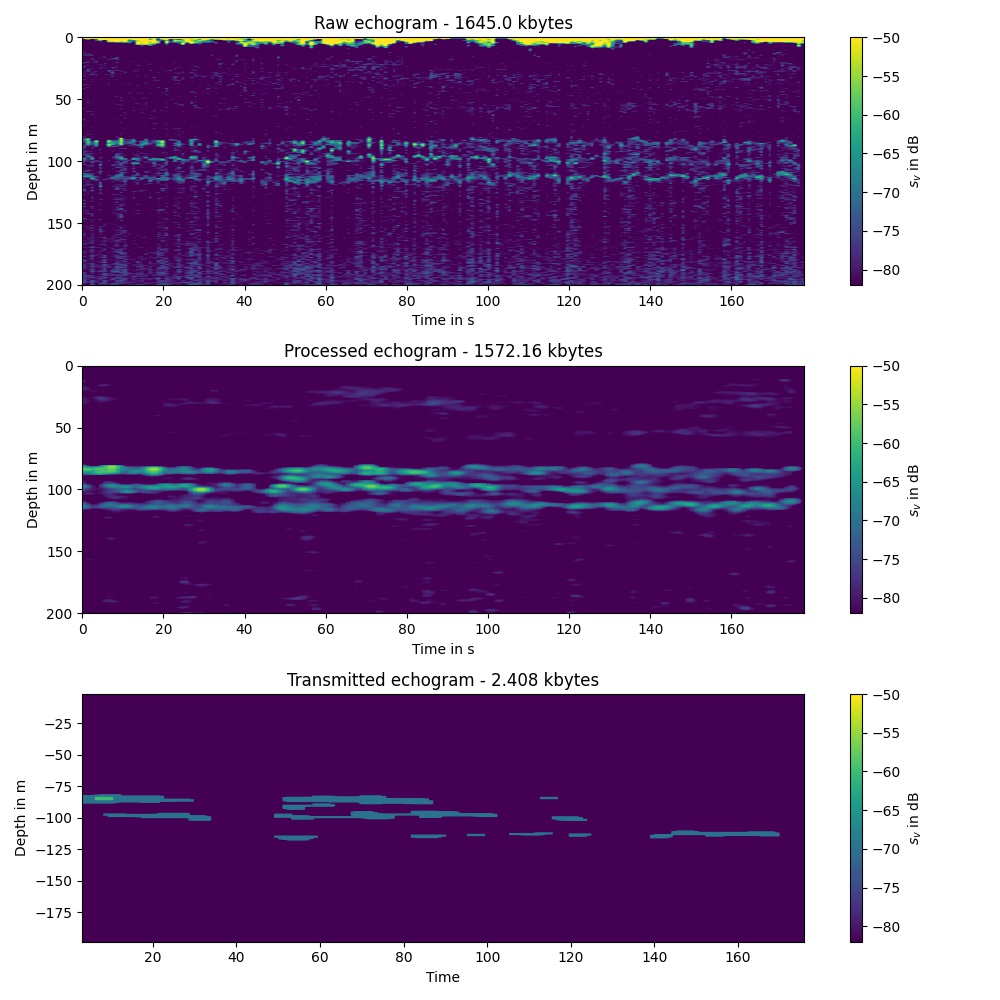 Raw echogram - 1645.0 kbytes
0
50
100
150
200
Depth in m
0 20 40 60 80 100 120 140 160
Time in s
−50
−55
−60
−65
−70
−75
−80
sᵥ in dB
Processed echogram - 1572.16 kbytes
0
50
100
150
200
Depth in m
0 20 40 60 80 100 120 140 160
Time in s
−50
−55
−60
−65
−70
−75
−80
sᵥ in dB
Transmitted echogram - 2.408 kbytes
−25
−50
−75
−100
−125
−150
−175
Depth in m
20 40 60 80 100 120 140 160
Time
−50
−55
−60
−65
−70
−75
−80
sᵥ in dB